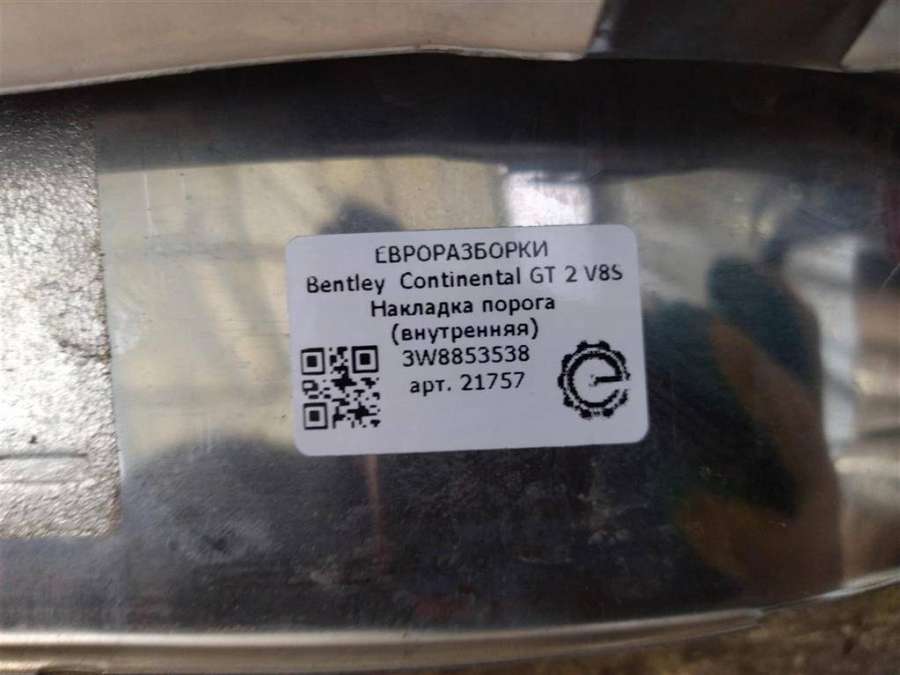 ЕВРОРАЗБОРКИ
Bentley Continental GT 2 V8S
Накладка порога
(внутренняя)
3W8853538
арт. 21757